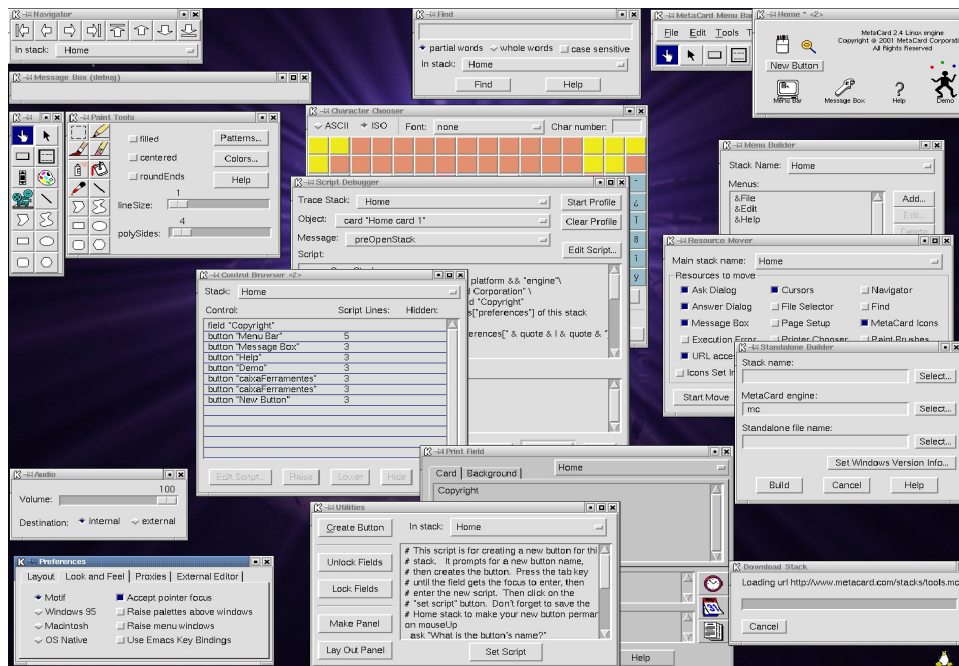 Navigator
In stack: Home
Message Box (debug)
Find
partial words whole words case sensitive
In stack: Home
Find Help
MetaCard Menu Bar
File Edit Tools
Home * <2>
MetaCard 2.4 Linux engine
Copyright © 2001 MetaCard Corporati
All Rights Reserved
New Button
Menu Bar Message Box Help Demo
Paint Tools
filled
centered
roundEnds
Patterns...
Colors...
Help
1
lineSize:
4
polySides:
Character Chooser
ASCII ISO Font: none Char number:
Script Debugger
Trace Stack: Home Start Profile
Object: card "Home card 1" Clear Profile
Message: preOpenStack
Script: Edit Script...
platform && "engine"\
Corporation" \
"Copyright"
["preferences"] of this stack
erences[" & quote & l & quote & "
Menu Builder
Stack Name: Home
Menus:
&File
&Edit
&Help
Add...
Edit...
Delete
Control Browser <2>
Stack: Home
Control: Script Lines: Hidden:
field "Copyright"
button "Menu Bar" 5
button "Message Box" 3
button "Help" 3
button "Demo" 3
button "caixaFerramentes" 3
button "caixaFerramentes" 3
button "New Button" 3
Edit Script... Raise Lower Hide
Resource Mover
Main stack name: Home
Resources to move
Ask Dialog Cursors Navigator
Answer Dialog File Selector Find
Message Box Page Setup MetaCard Icons
Execution Error Printer Chooser Paint Brushes
URL acce
Icons Set In
Start Move
Standalone Builder
Stack name:
Select...
MetaCard engine:
mc Select...
Standalone file name:
Select...
Set Windows Version Info...
Build Cancel Help
Audio
100
Volume:
Destination: internal external
Print Field
Card Background Home
Copyright
Help
Utilities
Create Button In stack: Home
Unlock Fields
Lock Fields
Make Panel
Lay Out Panel
# This script is for creating a new button for thi
# stack. It prompts for a new button name,
# then creates the button. Press the tab key
# until the field gets the focus to enter, then
# enter the new script. Then click on the
# "set script" button. Don't forget to save the
# Home stack to make your new button perman
on mouseUp
ask "What is the button's name?"
Set Script
Preferences
Layout Look and Feel Proxies External Editor
Motif Accept pointer focus
Windows 95 Raise palettes above windows
Macintosh Raise menu windows
OS Native Use Emacs Key Bindings
Download Stack
Loading url http://www.metacard.com/stacks/tools.mc
Cancel